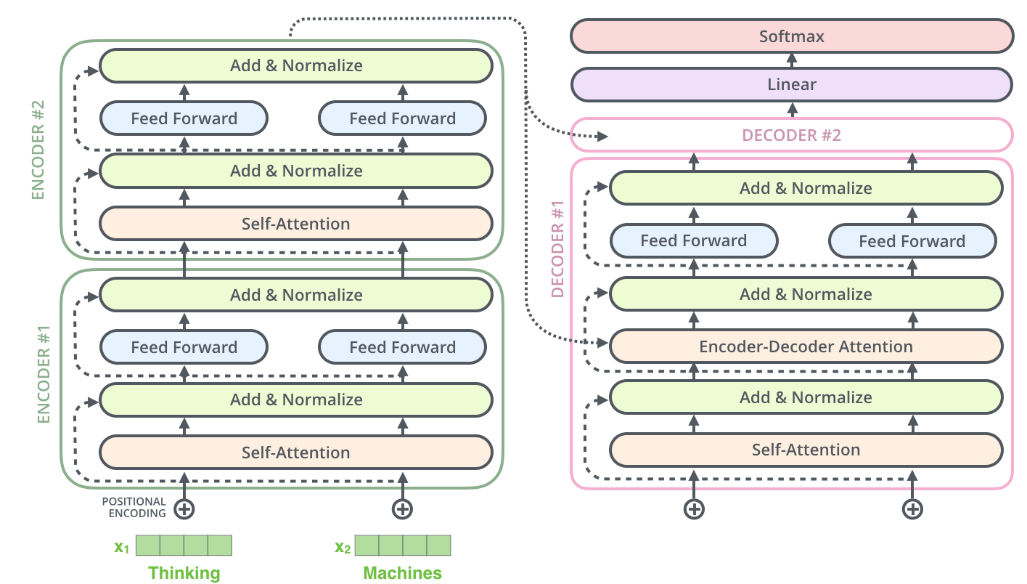 ENCODER #2
Add & Normalize
Feed Forward
Feed Forward
Add & Normalize
Self-Attention
ENCODER #1
Add & Normalize
Feed Forward
Feed Forward
Add & Normalize
Self-Attention
POSITIONAL
ENCODING
x1
x2
Thinking
Machines
Softmax
Linear
DECODER #2
DECODER #1
Add & Normalize
Feed Forward
Feed Forward
Add & Normalize
Encoder-Decoder Attention
Add & Normalize
Self-Attention